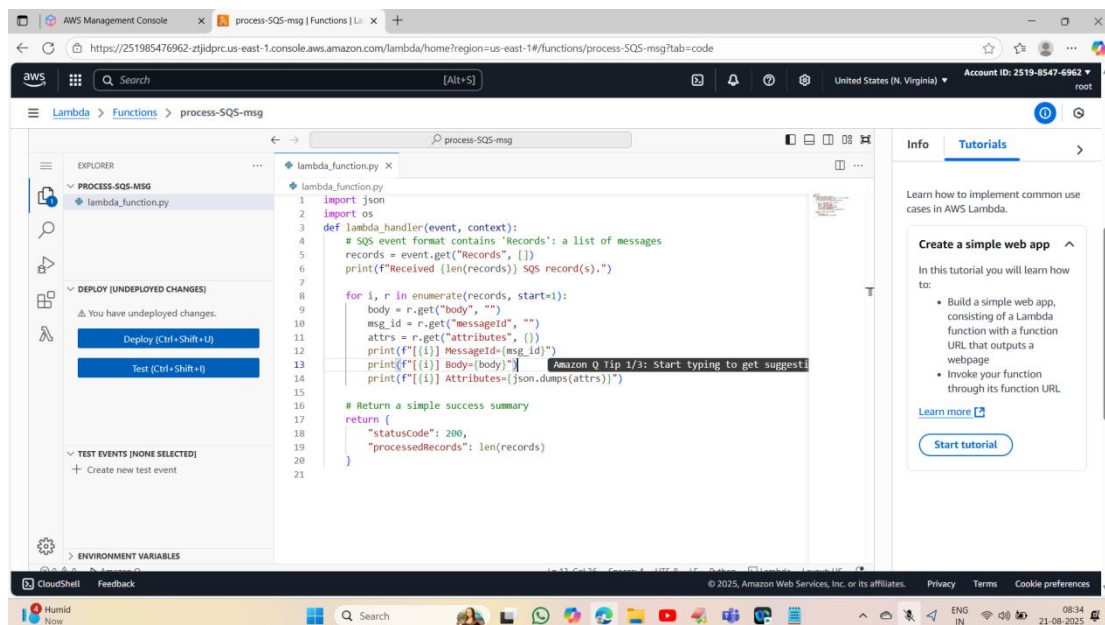 AWS Management Console
process-SQS-msg | Functions | La
https://251985476962-ztjidprc.us-east-1.console.aws.amazon.com/lambda/home?region=us-east-1#/functions/process-SQS-msg?tab=code
aws
Search
[Alt+S]
United States (N. Virginia) ▼
Account ID: 2519-8547-6962 ▼
root
Lambda > Functions > process-SQS-msg
process-SQS-msg
EXPLORER
PROCESS-SQS-MSG
lambda_function.py
DEPLOY [UNDEPLOYED CHANGES]
You have undeployed changes.
Deploy (Ctrl+Shift+U)
Test (Ctrl+Shift+I)
TEST EVENTS [NONE SELECTED]
+ Create new test event
ENVIRONMENT VARIABLES
lambda_function.py
lambda_function.py
1 import json
2 import os
3 def lambda_handler(event, context):
4     # SQS event format contains 'Records': a list of messages
5     records = event.get("Records", [])
6     print(f"Received {len(records)} SQS record(s).")
7
8     for i, r in enumerate(records, start=1):
9         body = r.get("body", "")
10         msg_id = r.get("messageId", "")
11         attrs = r.get("attributes", {})
12         print(f"[{i}] MessageId={msg_id}")
13         print(f"[{i}] Body={body}") Amazon Q Tip 1/3: Start typing to get suggesti
14         print(f"[{i}] Attributes={json.dumps(attrs)}")
15
16     # Return a simple success summary
17     return {
18         "statusCode": 200,
19         "processedRecords": len(records)
20     }
21
Info
Tutorials
Learn how to implement common use
cases in AWS Lambda.
Create a simple web app
In this tutorial you will learn how
to:
• Build a simple web app,
consisting of a Lambda
function with a function
URL that outputs a
webpage
• Invoke your function
through its function URL
Learn more
Start tutorial
CloudShell Feedback
© 2025, Amazon Web Services, Inc. or its affiliates. Privacy Terms Cookie preferences
Humid
Now
Search
ENG
IN
08:34
21-08-2025